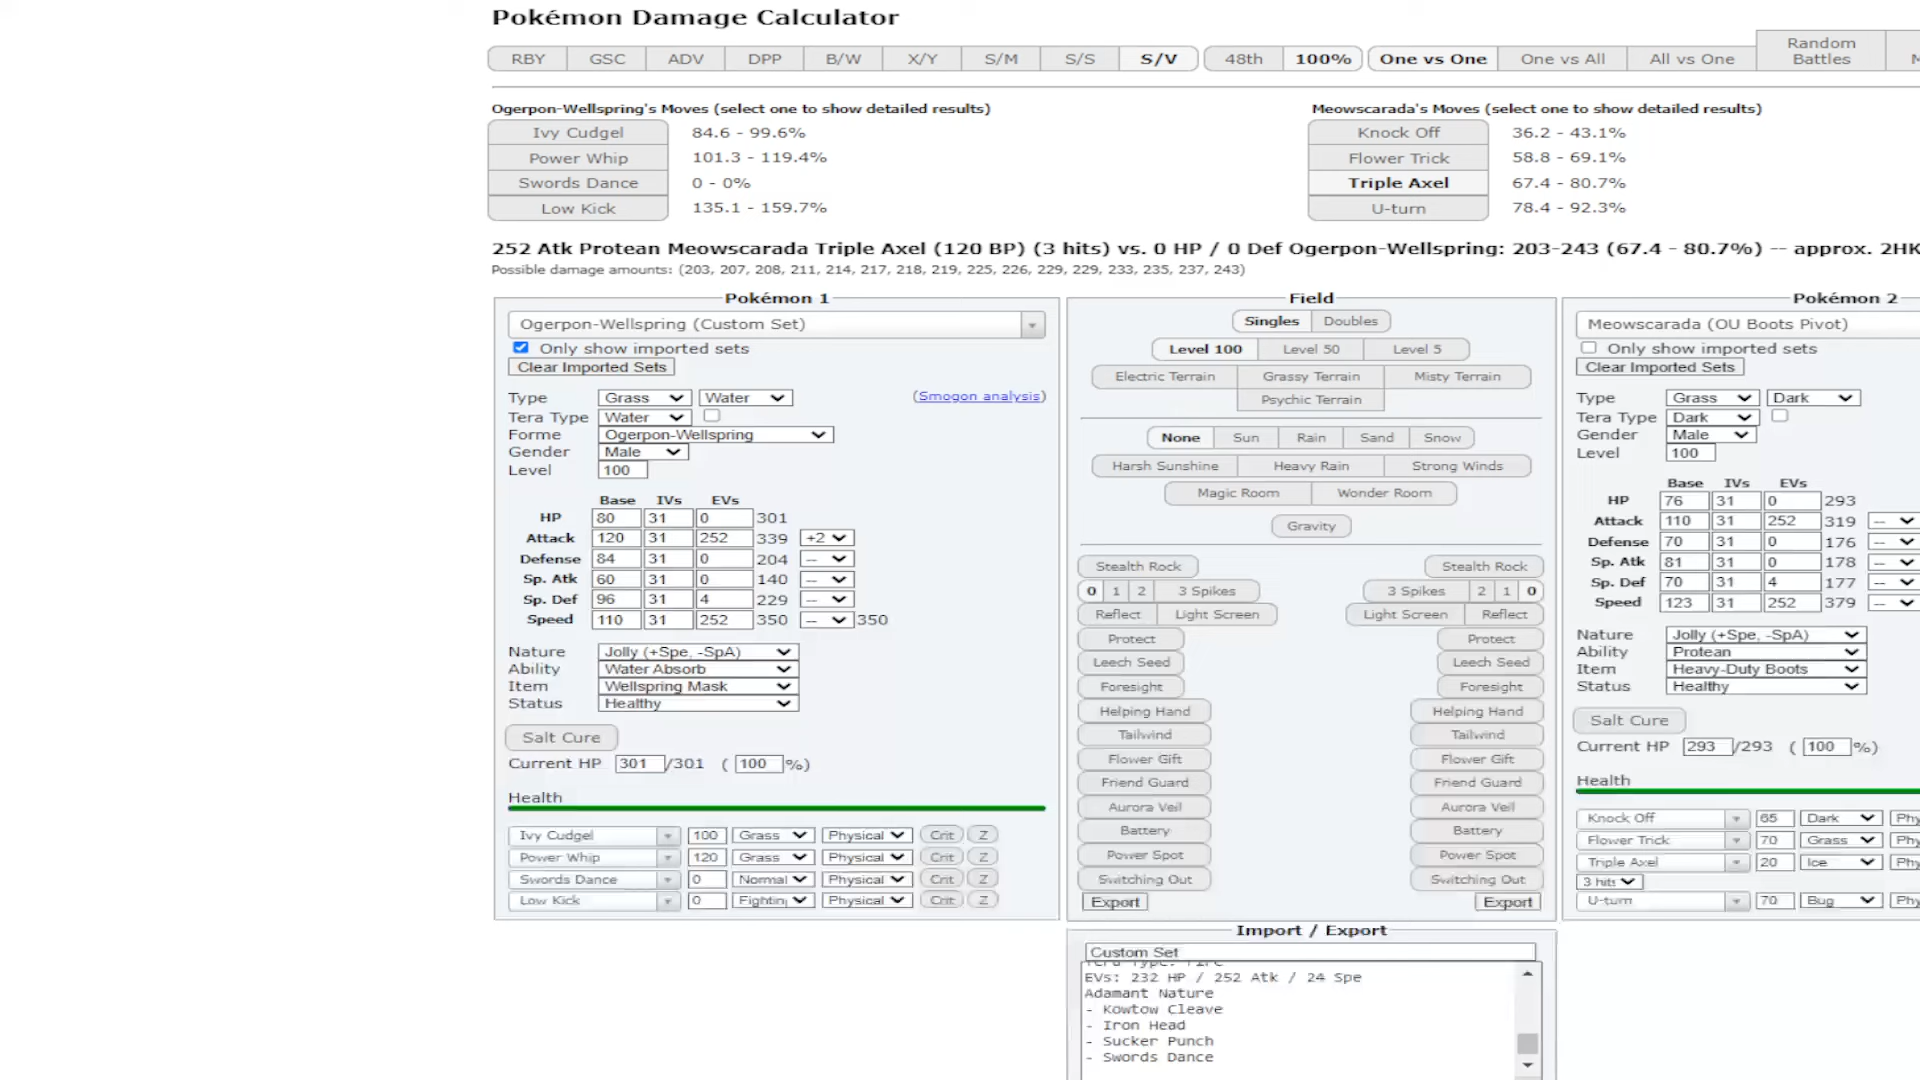 Pokémon Damage Calculator
RBY GSC ADV DPP B/W X/Y S/M S/S S/V 48th 100% One vs One One vs All All vs One Random Battles
Ogerpon-Wellspring's Moves (select one to show detailed results)
Ivy Cudgel 84.6 - 99.6%
Power Whip 101.3 - 119.4%
Swords Dance 0 - 0%
Low Kick 135.1 - 159.7%
Meowscarada's Moves (select one to show detailed results)
Knock Off 36.2 - 43.1%
Flower Trick 58.8 - 69.1%
Triple Axel 67.4 - 80.7%
U-turn 78.4 - 92.3%
252 Atk Protean Meowscarada Triple Axel (120 BP) (3 hits) vs. 0 HP / 0 Def Ogerpon-Wellspring: 203-243 (67.4 - 80.7%) -- approx. 2HK
Possible damage amounts: (203, 207, 208, 211, 214, 217, 218, 219, 225, 226, 229, 229, 233, 235, 237, 243)
Pokémon 1
Ogerpon-Wellspring (Custom Set)
Only show imported sets
Clear Imported Sets
Type Grass Water (Smogon analysis)
Tera Type Water
Forme Ogerpon-Wellspring
Gender Male
Level 100
Base IVs EVs
HP 80 31 0 301
Attack 120 31 252 339 +2
Defense 84 31 0 204 --
Sp. Atk 60 31 0 140 --
Sp. Def 96 31 4 229 --
Speed 110 31 252 350 -- 350
Nature Jolly (+Spe, -SpA)
Ability Water Absorb
Item Wellspring Mask
Status Healthy
Salt Cure
Current HP 301/301 ( 100 %)
Health
Ivy Cudgel 100 Grass Physical Crit Z
Power Whip 120 Grass Physical Crit Z
Swords Dance 0 Normal Physical Crit Z
Low Kick 0 Fightin Physical Crit Z
Field
Singles Doubles
Level 100 Level 50 Level 5
Electric Terrain Grassy Terrain Misty Terrain
Psychic Terrain
None Sun Rain Sand Snow
Harsh Sunshine Heavy Rain Strong Winds
Magic Room Wonder Room
Gravity
Stealth Rock Stealth Rock
0 1 2 3 Spikes 3 Spikes 2 1 0
Reflect Light Screen Light Screen Reflect
Protect Protect
Leech Seed Leech Seed
Foresight Foresight
Helping Hand Helping Hand
Tailwind Tailwind
Flower Gift Flower Gift
Friend Guard Friend Guard
Aurora Veil Aurora Veil
Battery Battery
Power Spot Power Spot
Switching Out Switching Out
Export Export
Import / Export
Custom Set
EVs: 232 HP / 252 Atk / 24 Spe
Adamant Nature
- Kowtow Cleave
- Iron Head
- Sucker Punch
- Swords Dance
Pokémon 2
Meowscarada (OU Boots Pivot)
Only show imported sets
Clear Imported Sets
Type Grass Dark
Tera Type Dark
Gender Male
Level 100
Base IVs EVs
HP 76 31 0 293
Attack 110 31 252 319 --
Defense 70 31 0 176 --
Sp. Atk 81 31 0 178 --
Sp. Def 70 31 4 177 --
Speed 123 31 252 379 --
Nature Jolly (+Spe, -SpA)
Ability Protean
Item Heavy-Duty Boots
Status Healthy
Salt Cure
Current HP 293/293 ( 100 %)
Health
Knock Off 65 Dark Phy
Flower Trick 70 Grass Phy
Triple Axel 20 Ice Phy
3 hits
U-turn 70 Bug Phy